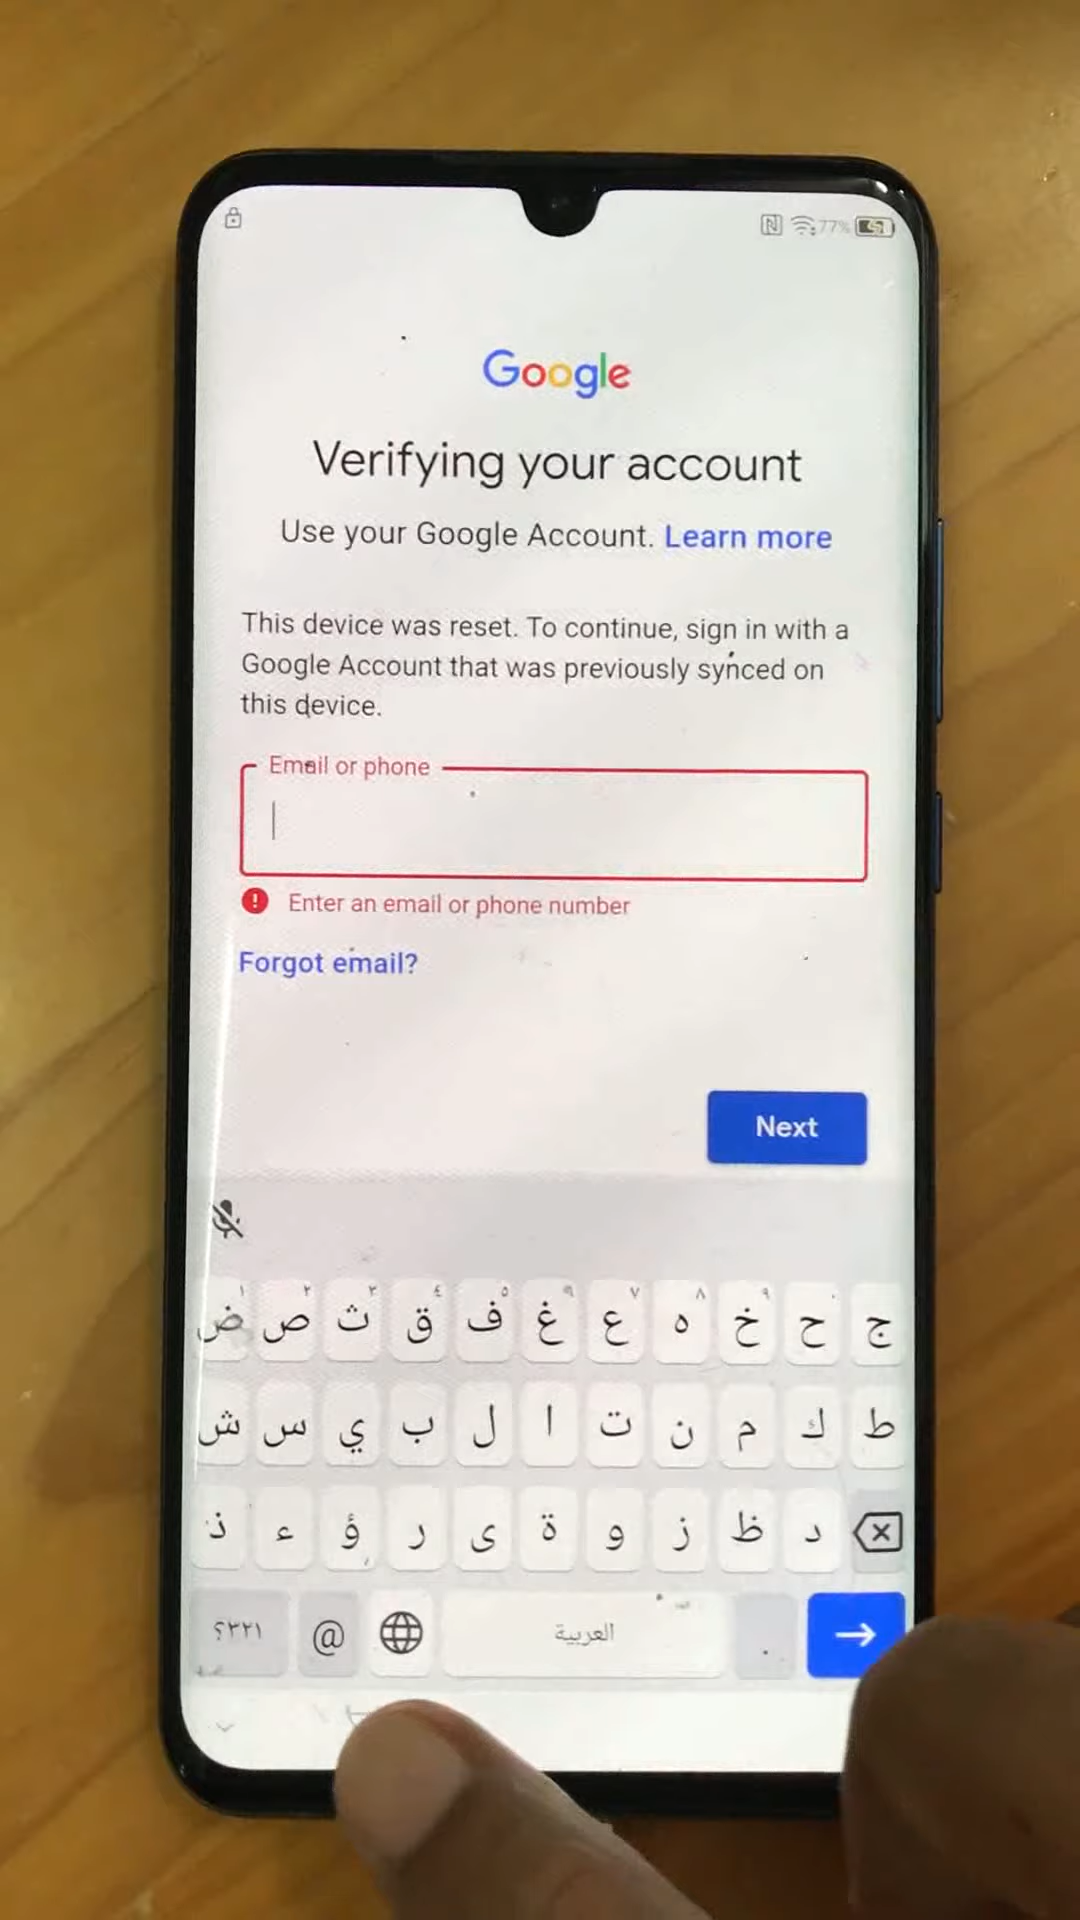 77%
Google
Verifying your account
Use your Google Account. Learn more
This device was reset. To continue, sign in with a
Google Account that was previously synced on
this device.
Email or phone
Enter an email or phone number
Forgot email?
Next
ض ص ث ق ف غ ع ه خ ح ج
ش س ي ب ل ا ت ن م ك ط
ذ ء ؤ ر ى ة و ز ظ د
؟٣٢١ @ العربية .